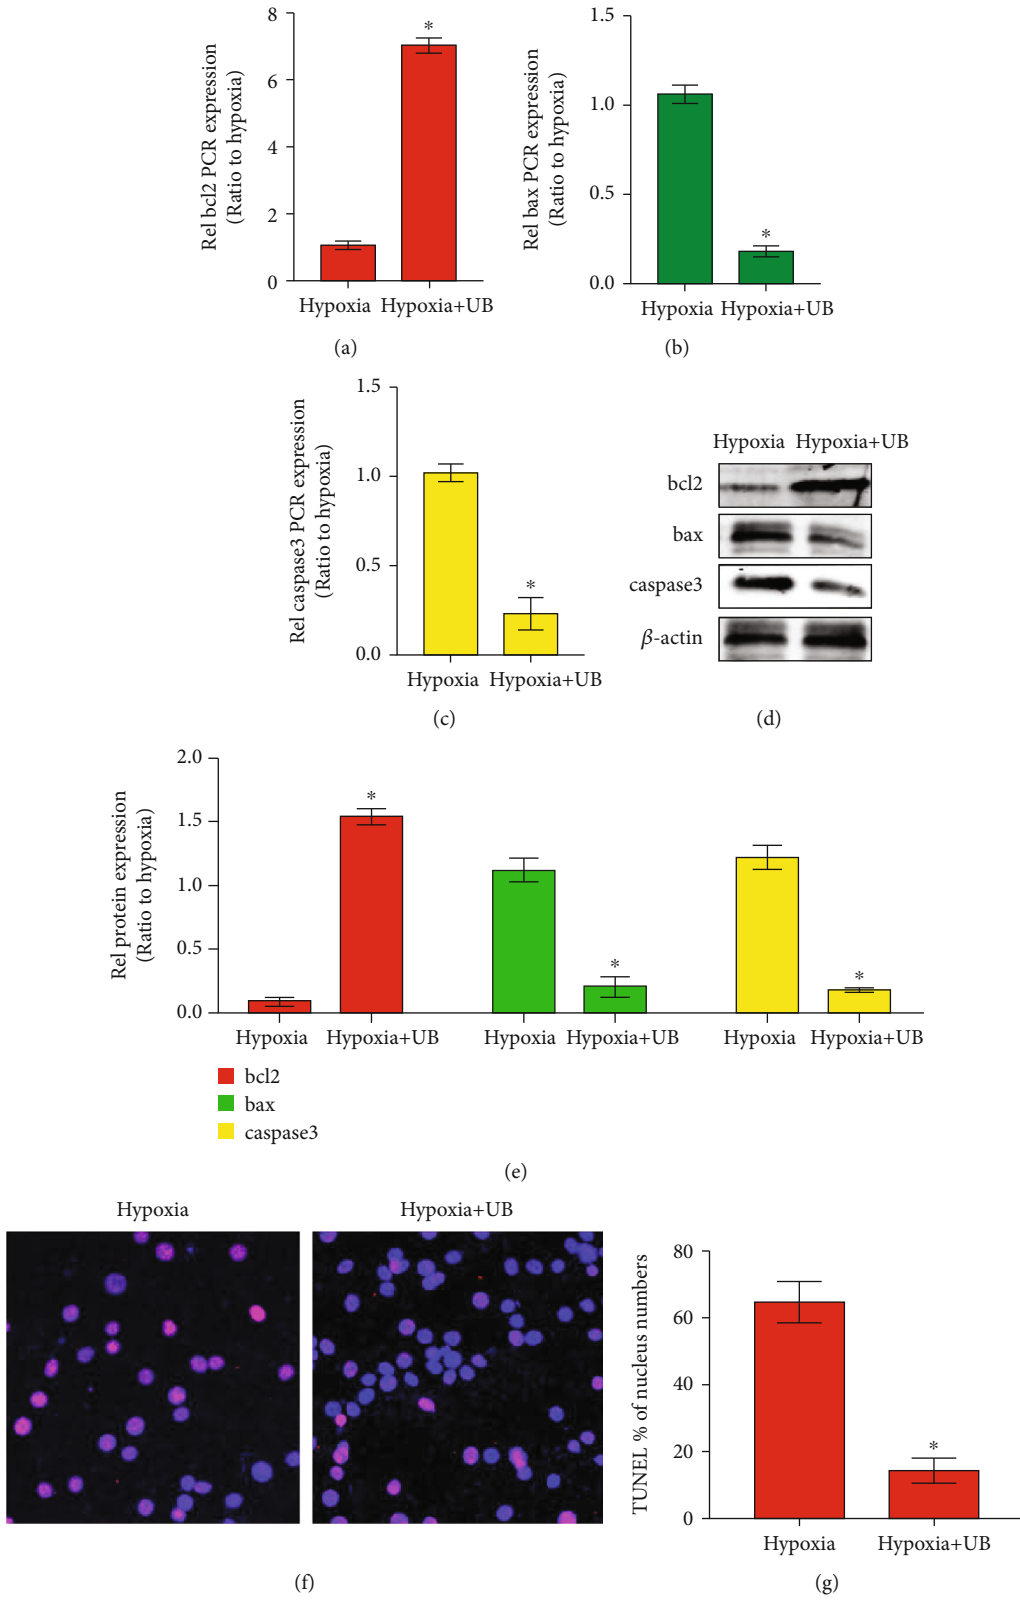 Rel bcl2 PCR expression
(Ratio to hypoxia)
8
6
4
2
0
*
Hypoxia Hypoxia+UB
(a)
Rel bax PCR expression
(Ratio to hypoxia)
1.5
1.0
0.5
0.0
*
Hypoxia Hypoxia+UB
(b)
Rel caspase3 PCR expression
(Ratio to hypoxia)
1.5
1.0
0.5
0.0
*
Hypoxia Hypoxia+UB
(c)
Hypoxia Hypoxia+UB
bcl2
bax
caspase3
β-actin
(d)
Rel protein expression
(Ratio to hypoxia)
2.0
1.5
1.0
0.5
0.0
*
*
*
Hypoxia Hypoxia+UB Hypoxia Hypoxia+UB Hypoxia Hypoxia+UB
bcl2
bax
caspase3
(e)
Hypoxia Hypoxia+UB
(f)
TUNEL % of nucleus numbers
80
60
40
20
0
*
Hypoxia Hypoxia+UB
(g)